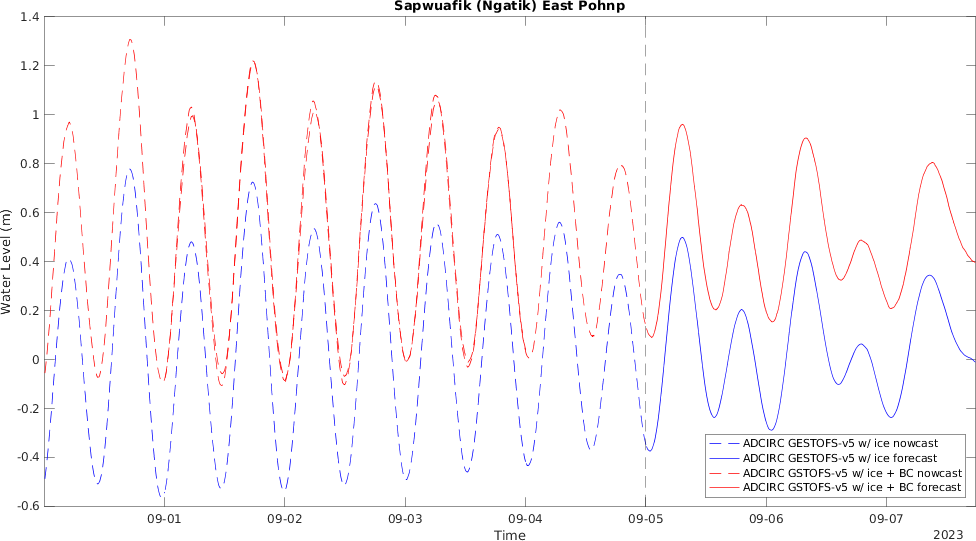 Sapwuafik (Ngatik) East Pohnp
Water Level (m)
1.4
1.2
1
0.8
0.6
0.4
0.2
0
-0.2
-0.4
-0.6
ADCIRC GESTOFS-v5 w/ ice nowcast
ADCIRC GESTOFS-v5 w/ ice forecast
ADCIRC GSTOFS-v5 w/ ice + BC nowcast
ADCIRC GSTOFS-v5 w/ ice + BC forecast
09-01 09-02 09-03 09-04 09-05 09-06 09-07
Time
2023